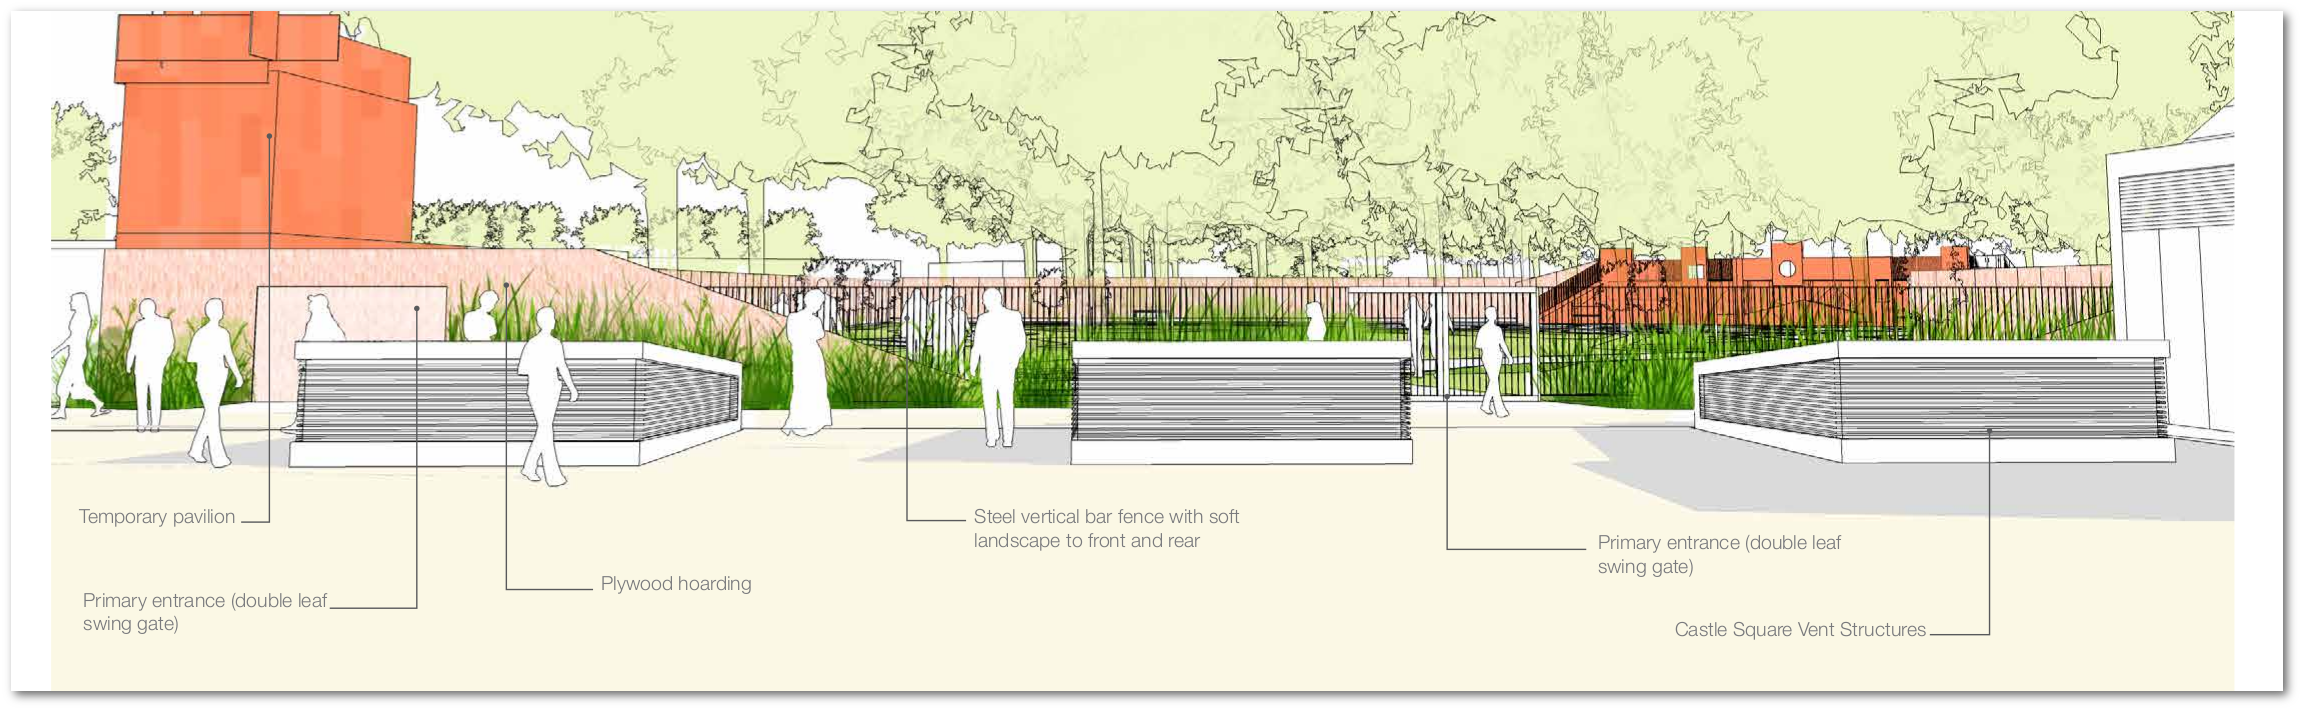 Temporary pavilion
Primary entrance (double leaf
swing gate)
Plywood hoarding
Steel vertical bar fence with soft
landscape to front and rear
Primary entrance (double leaf
swing gate)
Castle Square Vent Structures